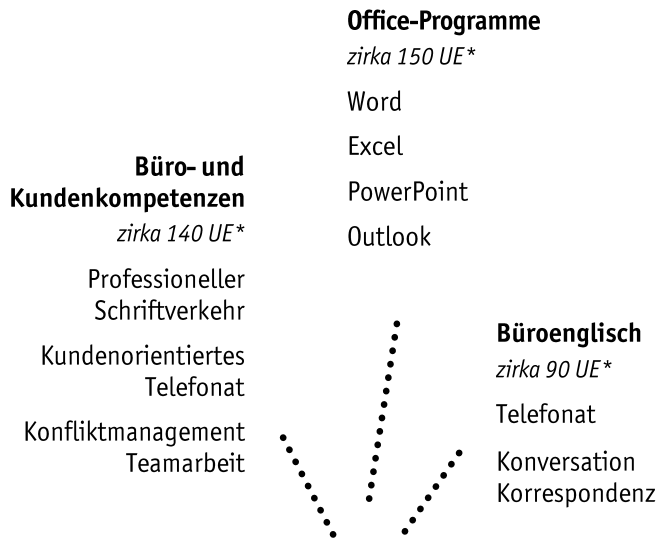 Office-Programme
zirka 150 UE*
Word
Excel
PowerPoint
Outlook
Büro- und
Kundenkompetenzen
zirka 140 UE*
Professioneller
Schriftverkehr
Kundenorientiertes
Telefonat
Konfliktmanagement
Teamarbeit
Büroenglisch
zirka 90 UE*
Telefonat
Konversation
Korrespondenz